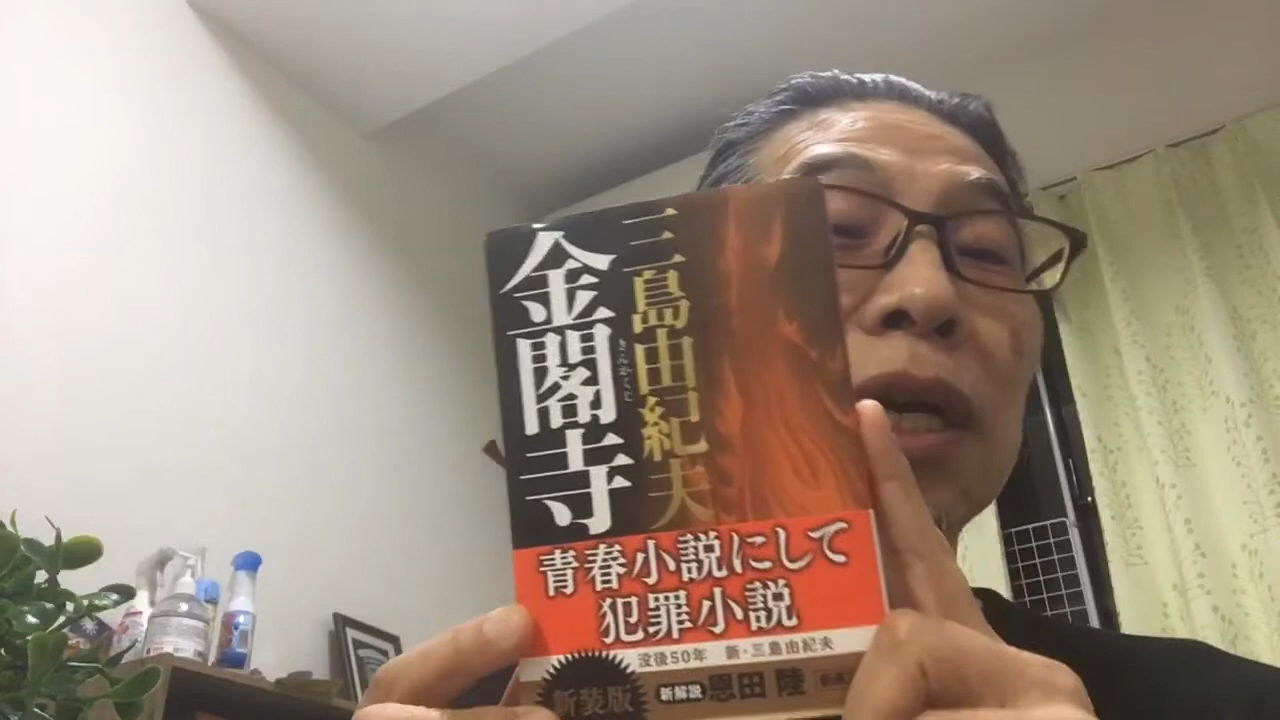 三島由紀夫
金閣寺
きんかくじ
青春小説にして
犯罪小説
没後50年 新・三島由紀夫
新装版
新解説 恩田 陸